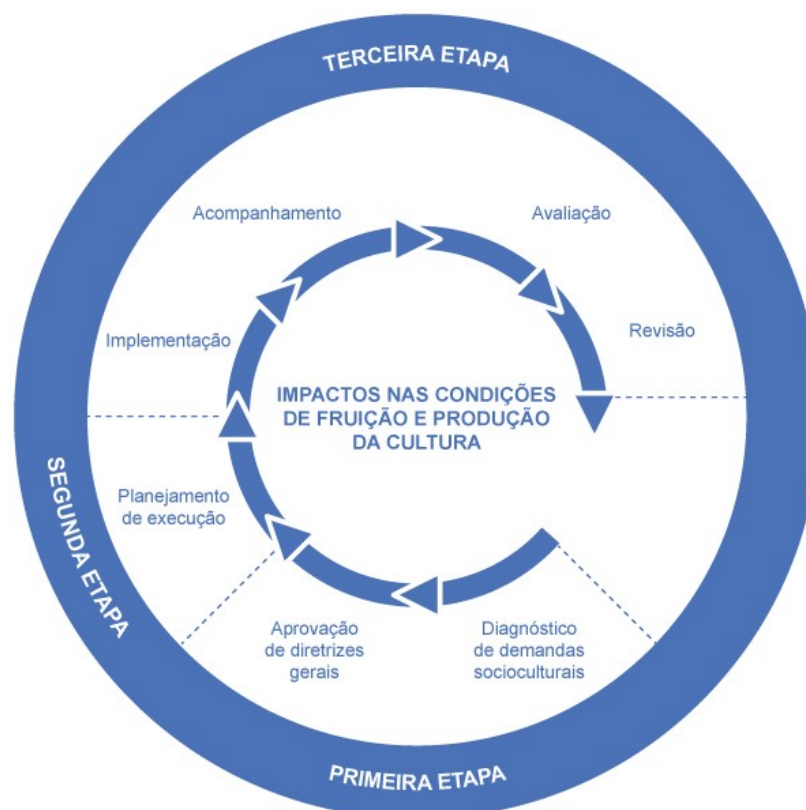 TERCEIRA ETAPA
Acompanhamento
Avaliação
Implementação
Revisão
IMPACTOS NAS CONDIÇÕES
DE FRUIÇÃO E PRODUÇÃO
DA CULTURA
SEGUNDA ETAPA
Planejamento
de execução
Aprovação
de diretrizes
gerais
Diagnóstico
de demandas
socioculturais
PRIMEIRA ETAPA